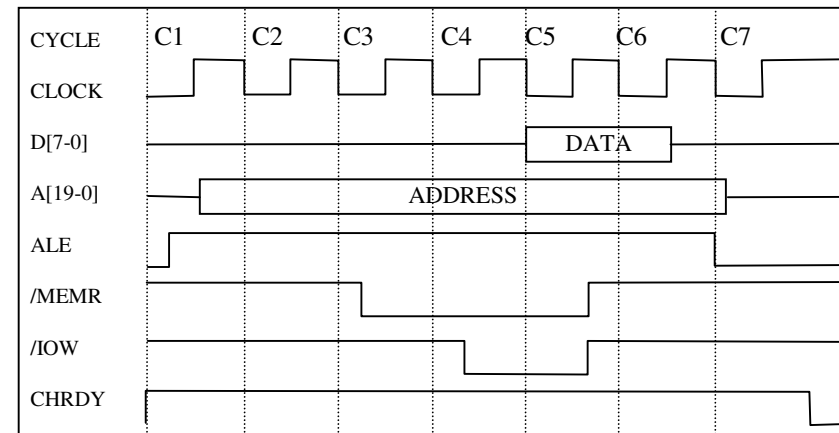 CYCLE C1 C2 C3 C4 C5 C6 C7
CLOCK
D[7-0] DATA
A[19-0] ADDRESS
ALE
/MEMR
/IOW
CHRDY